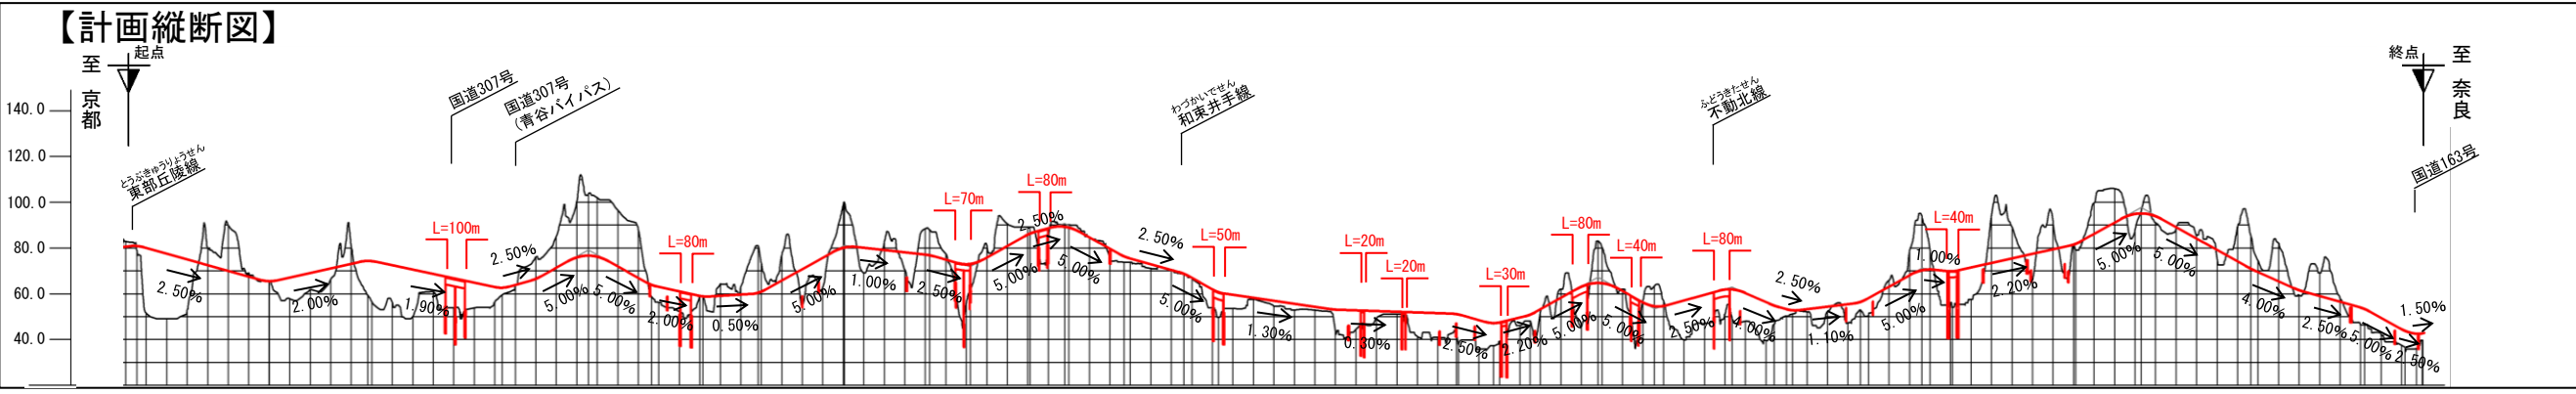 【計画縦断図】
至 京都
起点
終点
至 奈良
140.0
120.0
100.0
80.0
60.0
40.0
とうぶきゅうりょうせん
東部丘陵線
国道307号
国道307号
(青谷バイパス)
わづかいでせん
和束井手線
ふどうきたせん
不動北線
国道163号
L=100m
L=80m
L=70m
L=80m
L=50m
L=20m
L=20m
L=30m
L=80m
L=40m
L=80m
L=40m
2.50%
2.00%
1.90%
2.50%
5.00%
5.00%
2.00%
0.50%
5.00%
1.00%
2.50%
5.00%
2.50%
5.00%
2.50%
5.00%
1.30%
0.30%
2.50%
2.20%
5.00%
5.00%
2.50%
4.00%
2.50%
1.10%
5.00%
1.00%
2.20%
5.00%
5.00%
4.00%
2.50%
5.00%
2.50%
1.50%